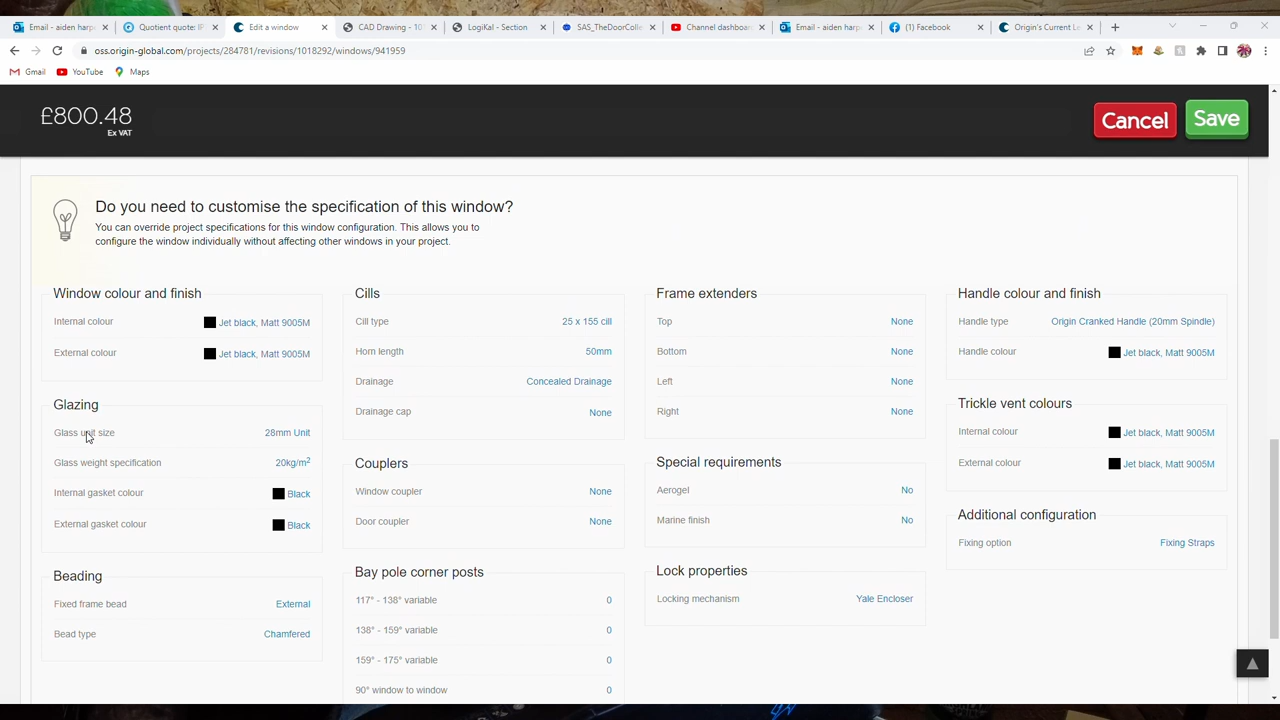 Email - aiden harpe
Quotient quote: IP
Edit a window
CAD Drawing - 101
LogiKal - Section
SAS_TheDoorColle
Channel dashboard
Email - aiden harpe
(1) Facebook
Origin's Current Le
oss.origin-global.com/projects/284781/revisions/1018292/windows/941959
Gmail
YouTube
Maps
£800.48
Ex VAT
Cancel
Save
Do you need to customise the specification of this window?
You can override project specifications for this window configuration. This allows you to
configure the window individually without affecting other windows in your project.
Window colour and finish
Internal colour Jet black, Matt 9005M
External colour Jet black, Matt 9005M
Glazing
Glass unit size 28mm Unit
Glass weight specification 20kg/m²
Internal gasket colour Black
External gasket colour Black
Beading
Fixed frame bead External
Bead type Chamfered
Cills
Cill type 25 x 155 cill
Horn length 50mm
Drainage Concealed Drainage
Drainage cap None
Couplers
Window coupler None
Door coupler None
Bay pole corner posts
117° - 138° variable 0
138° - 159° variable 0
159° - 175° variable 0
90° window to window 0
Frame extenders
Top None
Bottom None
Left None
Right None
Special requirements
Aerogel No
Marine finish No
Lock properties
Locking mechanism Yale Encloser
Handle colour and finish
Handle type Origin Cranked Handle (20mm Spindle)
Handle colour Jet black, Matt 9005M
Trickle vent colours
Internal colour Jet black, Matt 9005M
External colour Jet black, Matt 9005M
Additional configuration
Fixing option Fixing Straps